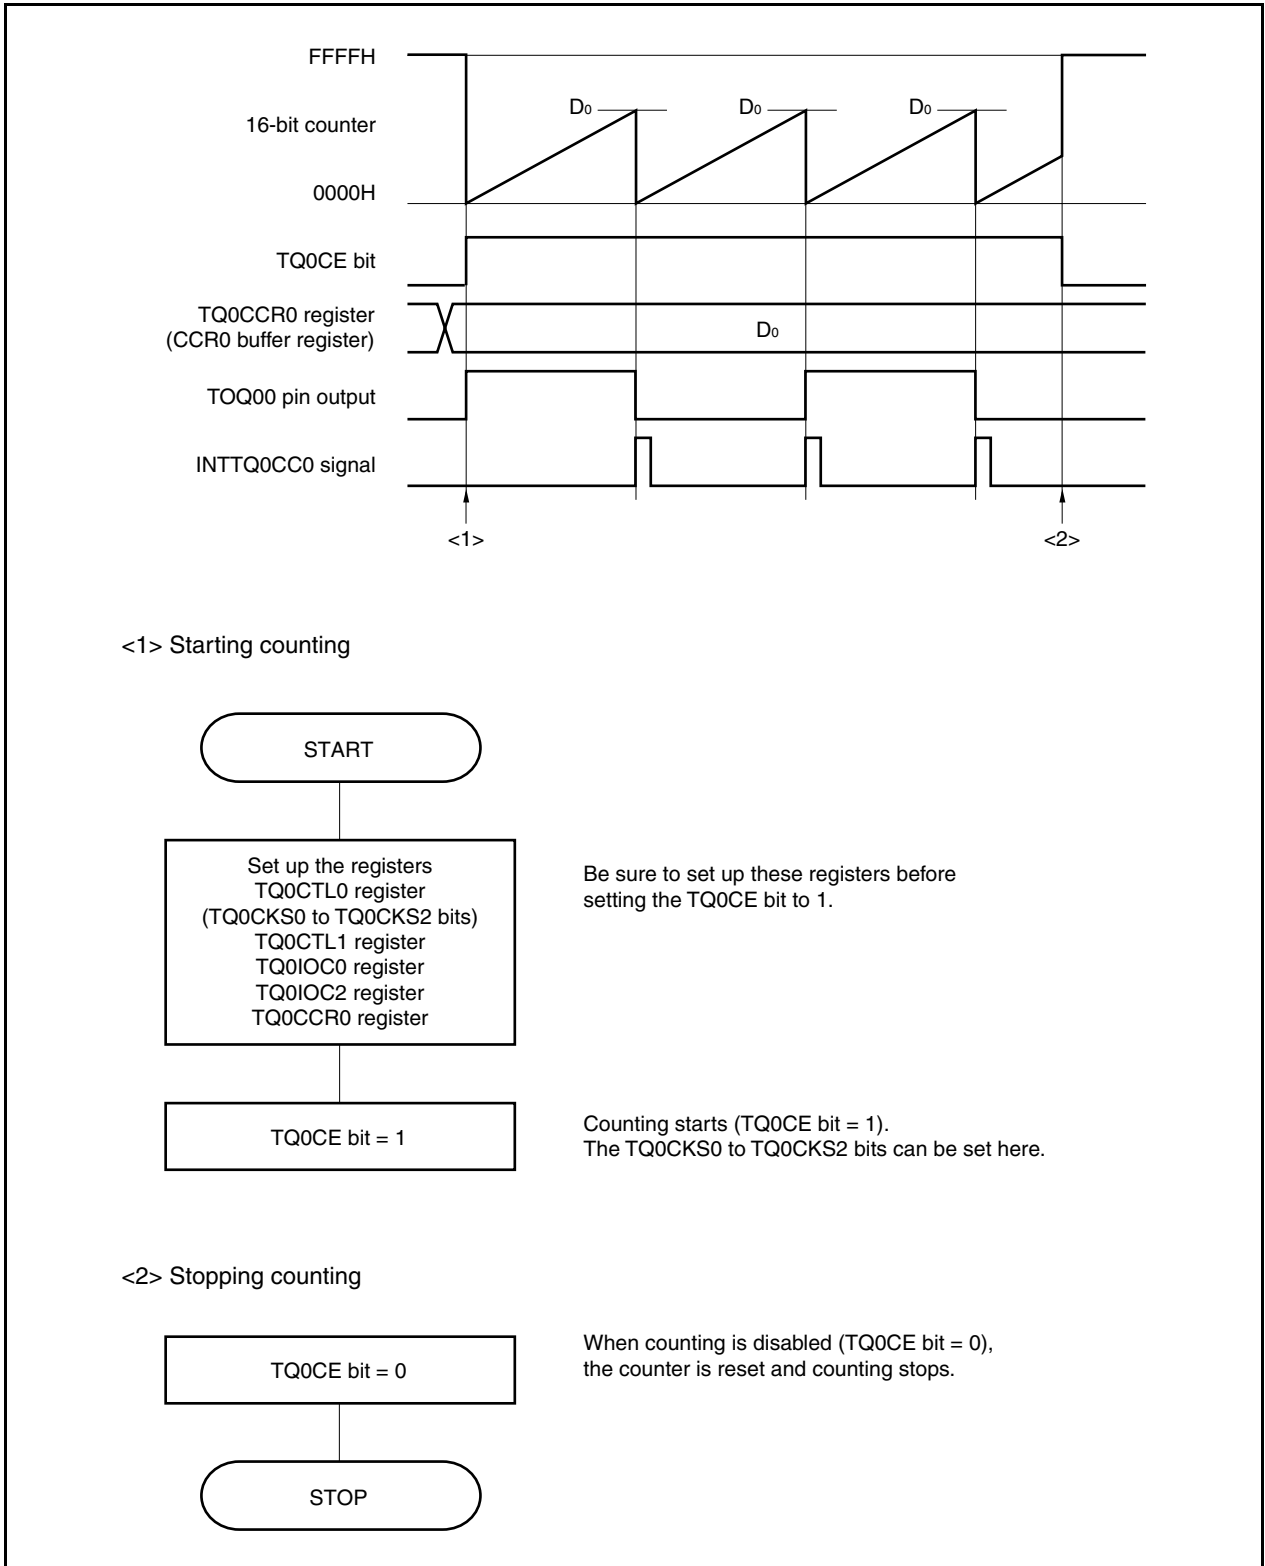 FFFFH
D0 D0 D0
16-bit counter
0000H
TQ0CE bit
TQ0CCR0 register
(CCR0 buffer register)
D0
TOQ00 pin output
INTTQ0CC0 signal
<1> <2>
<1> Starting counting
START
Set up the registers
TQ0CTL0 register
(TQ0CKS0 to TQ0CKS2 bits)
TQ0CTL1 register
TQ0IOC0 register
TQ0IOC2 register
TQ0CCR0 register
Be sure to set up these registers before
setting the TQ0CE bit to 1.
TQ0CE bit = 1
Counting starts (TQ0CE bit = 1).
The TQ0CKS0 to TQ0CKS2 bits can be set here.
<2> Stopping counting
TQ0CE bit = 0
When counting is disabled (TQ0CE bit = 0),
the counter is reset and counting stops.
STOP